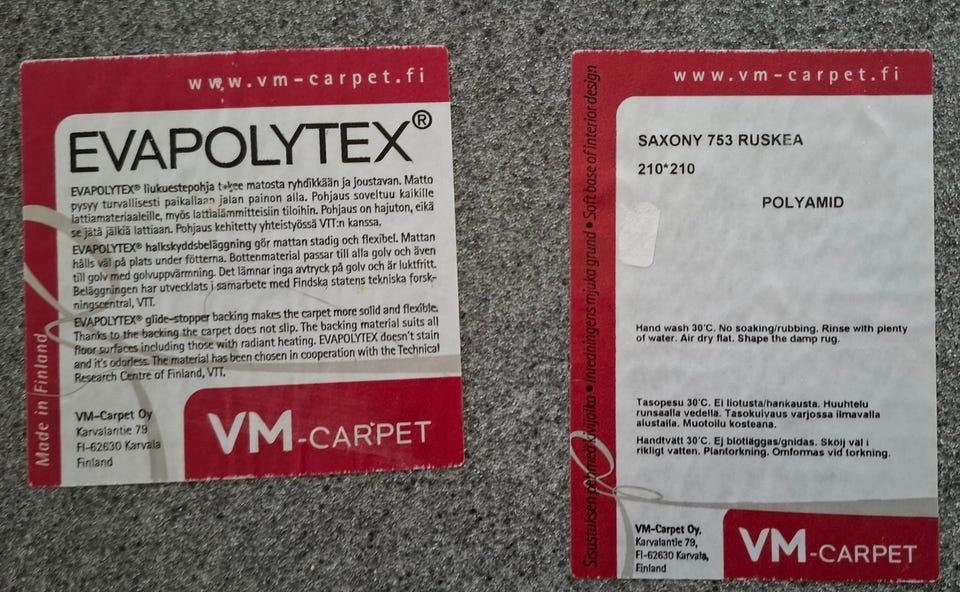 www.vm-carpet.fi
EVAPOLYTEX®
EVAPOLYTEX® liukuestepohja tekee matosta ryhdikkään ja joustavan. Matto
pysyy turvallisesti paikallaan jalan painon alla. Pohjaus soveltuu kaikille
lattiamateriaaleille, myös lattialämmitteisiin tiloihin. Pohjaus on hajuton, eikä
se jätä jälkiä lattiaan. Pohjaus kehitetty yhteistyössä VTT:n kanssa.
EVAPOLYTEX® halkskyddsbeläggning gör mattan stadig och flexibel. Mattan
hålls väl på plats under fötterna. Bottenmaterial passar till alla golv och även
till golv med golvuppvärmning. Det lämnar inga avtryck på golv och är luktfritt.
Beläggningen har utvecklats i samarbete med Findska statens tekniska forsk-
ningscentral, VTT.
EVAPOLYTEX® glide-stopper backing makes the carpet more solid and flexible.
Thanks to the backing the carpet does not slip. The backing material suits all
floor surfaces including those with radiant heating. EVAPOLYTEX doesn't stain
and it's odorless. The material has been chosen in cooperation with the Technical
Research Centre of Finland, VTT.
Made in Finland
VM-Carpet Oy
Karvalantie 79
FI-62630 Karvala
Finland
VM-CARPET
www.vm-carpet.fi
Sisustuksen pehmeä kivijalka • Inredningens mjuka grund • Soft base of interior design
SAXONY 753 RUSKEA
210*210
POLYAMID
Hand wash 30'C. No soaking/rubbing. Rinse with plenty
of water. Air dry flat. Shape the damp rug.
Tasopesu 30'C. Ei liotusta/hankausta. Huuhtelu
runsaalla vedellä. Tasokuivaus varjossa ilmavalla
alustalla. Muotoilu kosteana.
Handtvätt 30'C. Ej blötläggas/gnidas. Skölj väl i
rikligt vatten. Plantorkning. Omformas vid torkning.
VM-Carpet Oy,
Karvalantie 79,
FI-62630 Karvala,
Finland
VM-CARPET